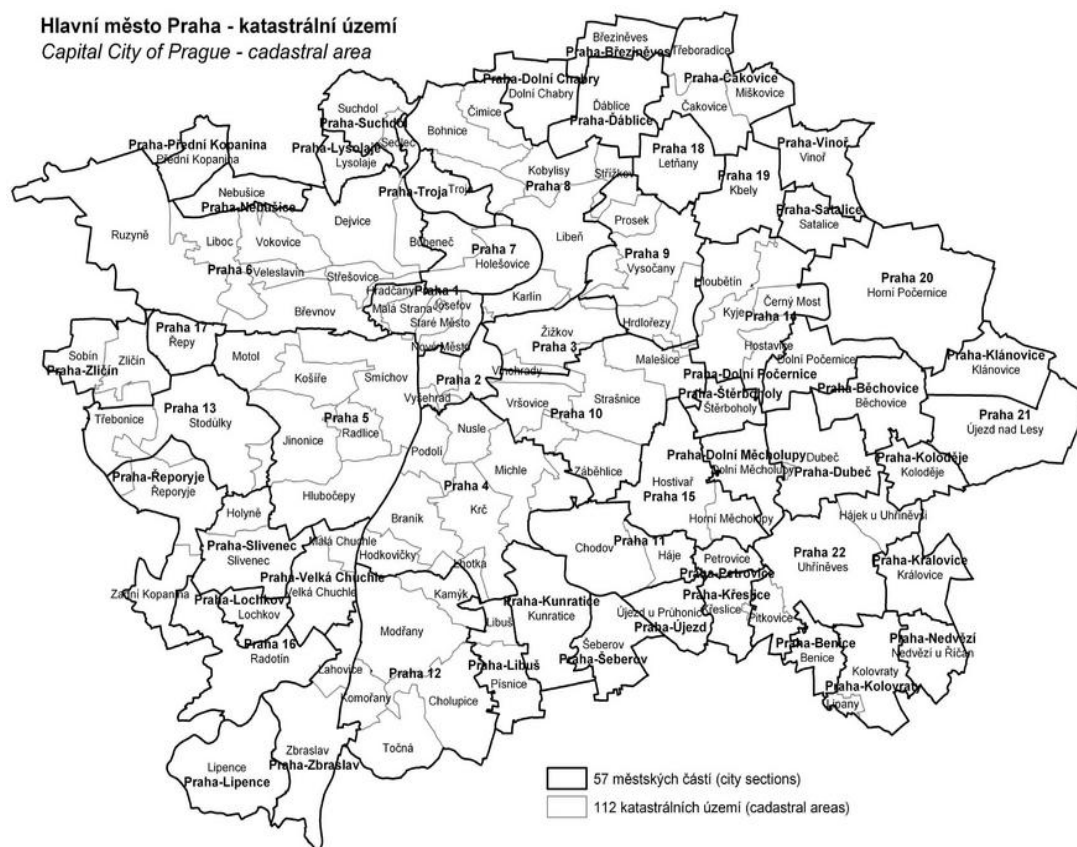 Hlavní město Praha - katastrální území
Capital City of Prague - cadastral area
Březiněves
Praha-Březiněves
Třeboradice
Praha-Dolní Chabry
Dolní Chabry
Praha-Čakovice
Miškovice
Čakovice
Ďáblice
Praha-Ďáblice
Suchdol
Praha-Suchdol
Sedlec
Čimice
Bohnice
Praha-Lysolaje
Lysolaje
Praha-Přední Kopanina
Přední Kopanina
Praha 18
Letňany
Praha-Vinoř
Vinoř
Kobylisy
Střížkov
Praha 8
Praha 19
Kbely
Nebušice
Praha-Nebušice
Praha-Troja
Troja
Praha-Satalice
Satalice
Dejvice
Prosek
Ruzyně
Liboc
Vokovice
Bubeneč
Praha 7
Holešovice
Libeň
Praha 9
Vysočany
Praha 20
Horní Počernice
Praha 6
Veleslavín
Střešovice
Hloubětín
Hradčany
Praha 1
Malá Strana
Josefov
Staré Město
Karlín
Břevnov
Kyje
Černý Most
Praha 14
Hrdlořezy
Praha 17
Řepy
Žižkov
Praha 3
Nové Město
Hostavice
Dolní Počernice
Malešice
Sobín
Praha-Zličín
Zličín
Motol
Košíře
Smíchov
Praha 2
Vyšehrad
Vinohrady
Praha-Klánovice
Klánovice
Praha-Dolní Počernice
Praha-Štěrboholy
Štěrboholy
Praha-Běchovice
Běchovice
Strašnice
Vršovice
Praha 10
Praha 13
Stodůlky
Třebonice
Praha 5
Radlice
Jinonice
Nusle
Podolí
Michle
Praha 21
Újezd nad Lesy
Praha-Dolní Měcholupy
Dolní Měcholupy
Dubeč
Praha-Dubeč
Praha-Koloděje
Koloděje
Záběhlice
Hostivař
Praha 15
Praha-Řeporyje
Řeporyje
Praha 4
Krč
Hlubočepy
Braník
Holyně
Horní Měcholupy
Hájek u Uhříněvsi
Praha-Slivenec
Slivenec
Malá Chuchle
Hodkovičky
Lhotka
Chodov
Praha 11
Háje
Petrovice
Praha-Petrovice
Praha 22
Uhříněves
Praha-Královice
Královice
Praha-Velká Chuchle
Velká Chuchle
Zadní Kopanina
Praha-Lochkov
Lochkov
Kamýk
Praha-Kunratice
Kunratice
Újezd u Průhonic
Praha-Újezd
Praha-Křeslice
Křeslice
Pitkovice
Libuš
Modřany
Praha 16
Radotín
Šeberov
Praha-Šeberov
Praha-Benice
Benice
Praha-Nedvězí
Nedvězí u Říčan
Lahovice
Praha 12
Praha-Libuš
Písnice
Kolovraty
Praha-Kolovraty
Lipany
Komořany
Cholupice
Točná
Zbraslav
Praha-Zbraslav
Lipence
Praha-Lipence
57 městských částí (city sections)
112 katastrálních území (cadastral areas)